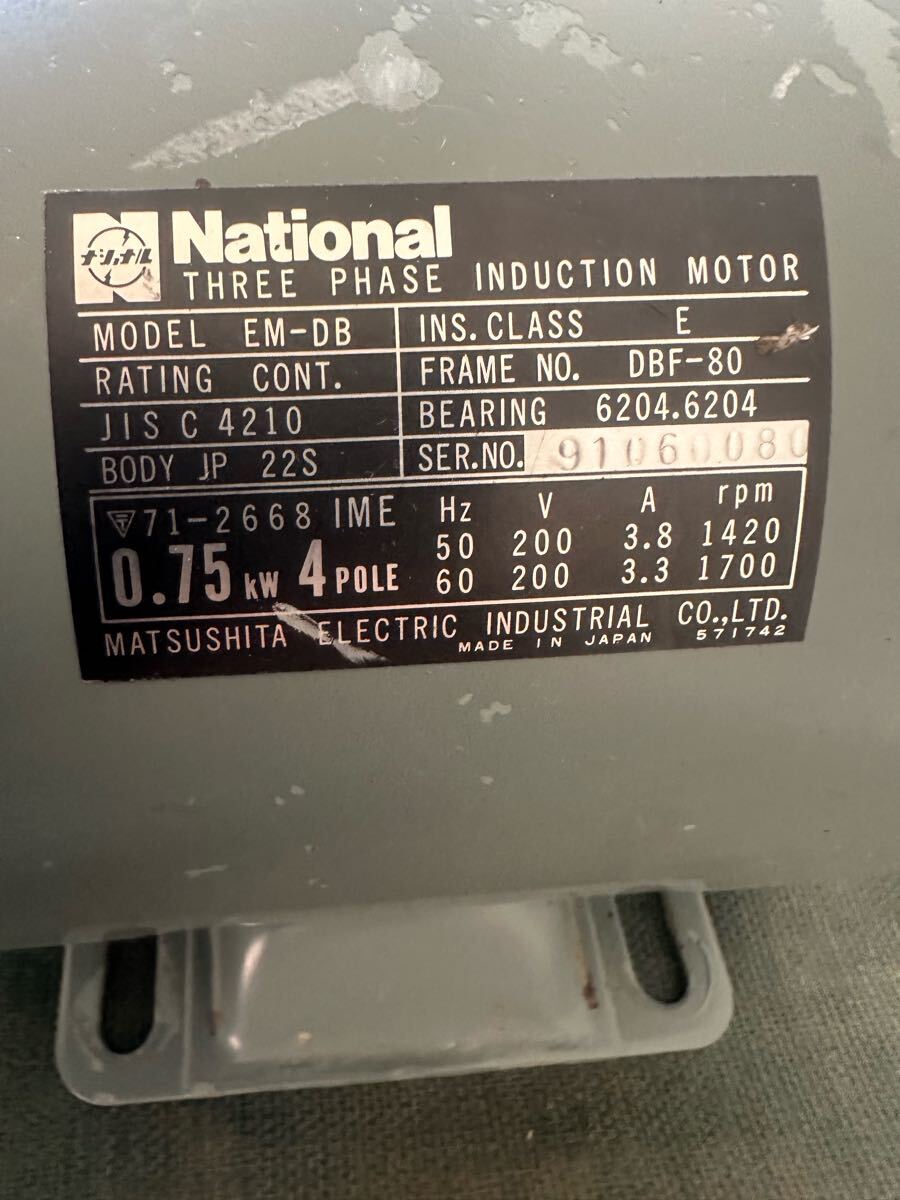 ナショナル
National
THREE PHASE INDUCTION MOTOR
MODEL EM-DB
INS. CLASS E
RATING CONT.
FRAME NO. DBF-80
JIS C 4210
BEARING 6204.6204
BODY JP 22S
SER.NO. 91060080
〒71-2668 IME
0.75 kW 4 POLE
Hz V A rpm
50 200 3.8 1420
60 200 3.3 1700
MATSUSHITA ELECTRIC INDUSTRIAL CO.,LTD.
MADE IN JAPAN 571742